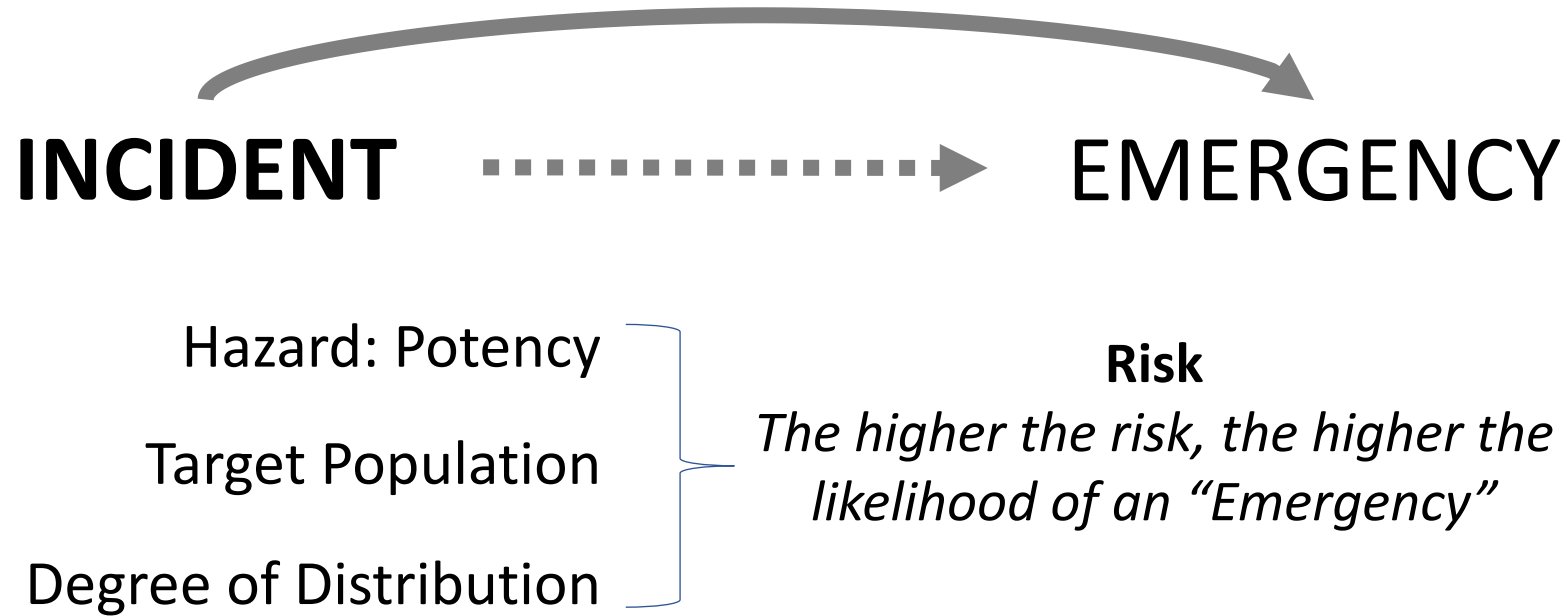 INCIDENT
EMERGENCY
Hazard: Potency
Target Population
Degree of Distribution
Risk
The higher the risk, the higher the
likelihood of an “Emergency”